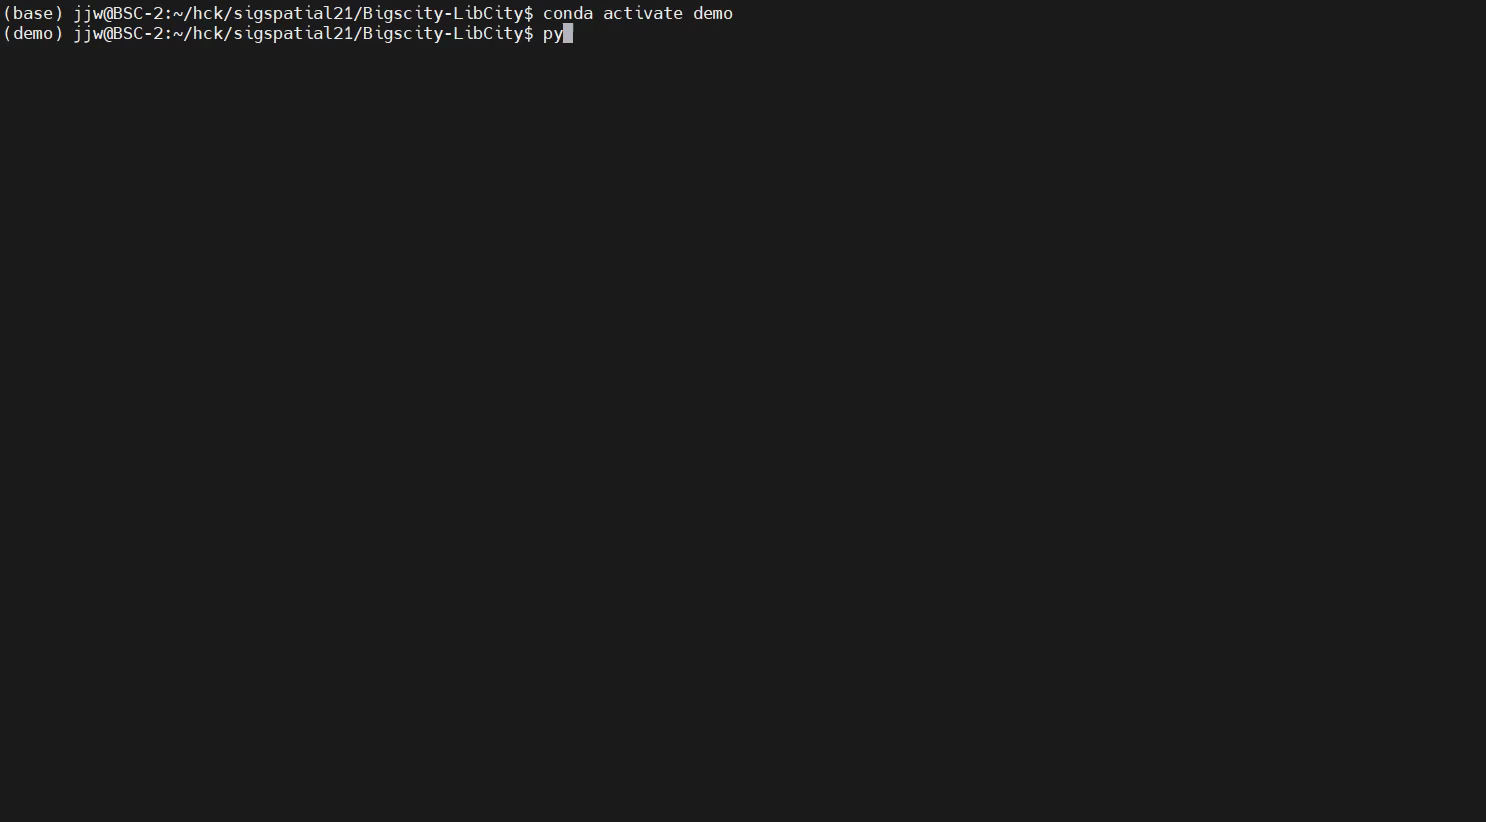 (base) jjw@BSC-2:~/hck/sigspatial21/Bigscity-LibCity$ conda activate demo
(demo) jjw@BSC-2:~/hck/sigspatial21/Bigscity-LibCity$ py